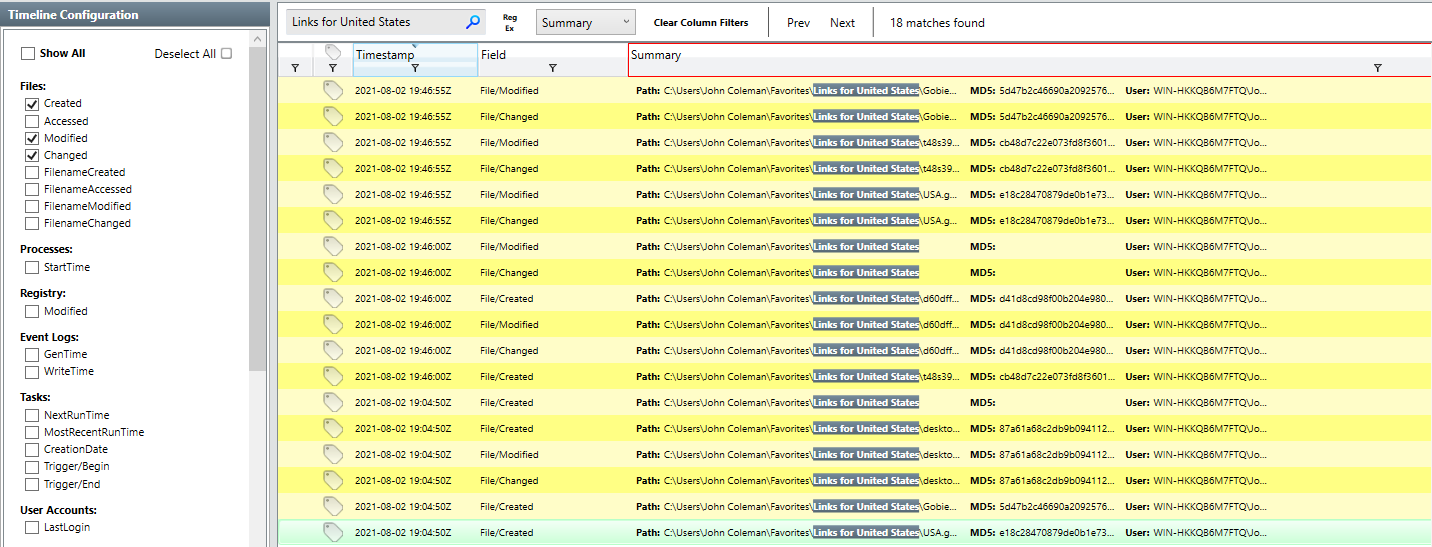 Timeline Configuration
Show All Deselect All
Files:
Created
Accessed
Modified
Changed
FilenameCreated
FilenameAccessed
FilenameModified
FilenameChanged
Processes:
StartTime
Registry:
Modified
Event Logs:
GenTime
WriteTime
Tasks:
NextRunTime
MostRecentRunTime
CreationDate
Trigger/Begin
Trigger/End
User Accounts:
LastLogin
Links for United States Reg Ex Summary Clear Column Filters Prev Next 18 matches found
Timestamp Field Summary
2021-08-02 19:46:55Z File/Modified Path: C:\Users\John Coleman\Favorites\Links for United States\Gobie... MD5: 5d47b2c46690a2092576... User: WIN-HKKQB6M7FTQ\Jo...
2021-08-02 19:46:55Z File/Changed Path: C:\Users\John Coleman\Favorites\Links for United States\Gobie... MD5: 5d47b2c46690a2092576... User: WIN-HKKQB6M7FTQ\Jo...
2021-08-02 19:46:55Z File/Modified Path: C:\Users\John Coleman\Favorites\Links for United States\t48s39... MD5: cb48d7c22e073fd8f3601... User: WIN-HKKQB6M7FTQ\Jo...
2021-08-02 19:46:55Z File/Changed Path: C:\Users\John Coleman\Favorites\Links for United States\t48s39... MD5: cb48d7c22e073fd8f3601... User: WIN-HKKQB6M7FTQ\Jo...
2021-08-02 19:46:55Z File/Modified Path: C:\Users\John Coleman\Favorites\Links for United States\USA.g... MD5: e18c28470879de0b1e73... User: WIN-HKKQB6M7FTQ\Jo...
2021-08-02 19:46:55Z File/Changed Path: C:\Users\John Coleman\Favorites\Links for United States\USA.g... MD5: e18c28470879de0b1e73... User: WIN-HKKQB6M7FTQ\Jo...
2021-08-02 19:46:00Z File/Modified Path: C:\Users\John Coleman\Favorites\Links for United States MD5: User: WIN-HKKQB6M7FTQ\Jo...
2021-08-02 19:46:00Z File/Changed Path: C:\Users\John Coleman\Favorites\Links for United States MD5: User: WIN-HKKQB6M7FTQ\Jo...
2021-08-02 19:46:00Z File/Created Path: C:\Users\John Coleman\Favorites\Links for United States\d60dff... MD5: d41d8cd98f00b204e980... User: WIN-HKKQB6M7FTQ\Jo...
2021-08-02 19:46:00Z File/Modified Path: C:\Users\John Coleman\Favorites\Links for United States\d60dff... MD5: d41d8cd98f00b204e980... User: WIN-HKKQB6M7FTQ\Jo...
2021-08-02 19:46:00Z File/Changed Path: C:\Users\John Coleman\Favorites\Links for United States\d60dff... MD5: d41d8cd98f00b204e980... User: WIN-HKKQB6M7FTQ\Jo...
2021-08-02 19:46:00Z File/Created Path: C:\Users\John Coleman\Favorites\Links for United States\t48s39... MD5: cb48d7c22e073fd8f3601... User: WIN-HKKQB6M7FTQ\Jo...
2021-08-02 19:04:50Z File/Created Path: C:\Users\John Coleman\Favorites\Links for United States MD5: User: WIN-HKKQB6M7FTQ\Jo...
2021-08-02 19:04:50Z File/Created Path: C:\Users\John Coleman\Favorites\Links for United States\deskto... MD5: 87a61a68c2db9b094112... User: WIN-HKKQB6M7FTQ\Jo...
2021-08-02 19:04:50Z File/Modified Path: C:\Users\John Coleman\Favorites\Links for United States\deskto... MD5: 87a61a68c2db9b094112... User: WIN-HKKQB6M7FTQ\Jo...
2021-08-02 19:04:50Z File/Changed Path: C:\Users\John Coleman\Favorites\Links for United States\deskto... MD5: 87a61a68c2db9b094112... User: WIN-HKKQB6M7FTQ\Jo...
2021-08-02 19:04:50Z File/Created Path: C:\Users\John Coleman\Favorites\Links for United States\Gobie... MD5: 5d47b2c46690a2092576... User: WIN-HKKQB6M7FTQ\Jo...
2021-08-02 19:04:50Z File/Created Path: C:\Users\John Coleman\Favorites\Links for United States\USA.g... MD5: e18c28470879de0b1e73... User: WIN-HKKQB6M7FTQ\Jo...